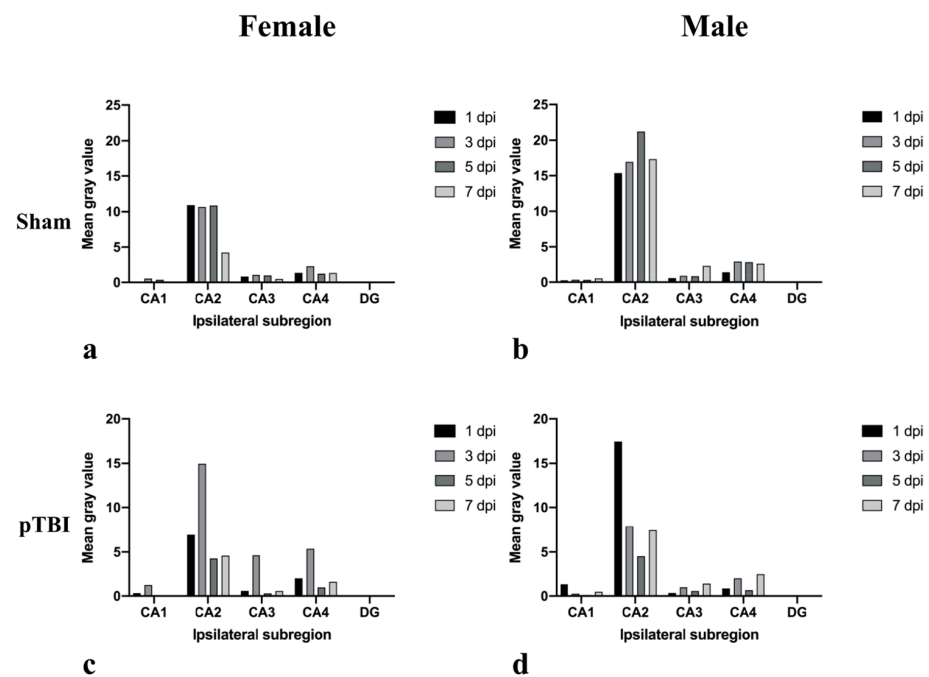 Female
Male
Sham
pTBI
25
20
15
10
5
0
Mean gray value
CA1 CA2 CA3 CA4 DG
Ipsilateral subregion
1 dpi
3 dpi
5 dpi
7 dpi
a
25
20
15
10
5
0
Mean gray value
CA1 CA2 CA3 CA4 DG
Ipsilateral subregion
1 dpi
3 dpi
5 dpi
7 dpi
b
20
15
10
5
0
Mean gray value
CA1 CA2 CA3 CA4 DG
Ipsilateral subregion
1 dpi
3 dpi
5 dpi
7 dpi
c
20
15
10
5
0
Mean gray value
CA1 CA2 CA3 CA4 DG
Ipsilateral subregion
1 dpi
3 dpi
5 dpi
7 dpi
d